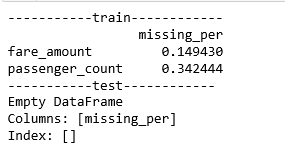 -----------train------------
missing_per
fare_amount 0.149430
passenger_count 0.342444
-----------test------------
Empty DataFrame
Columns: [missing_per]
Index: []